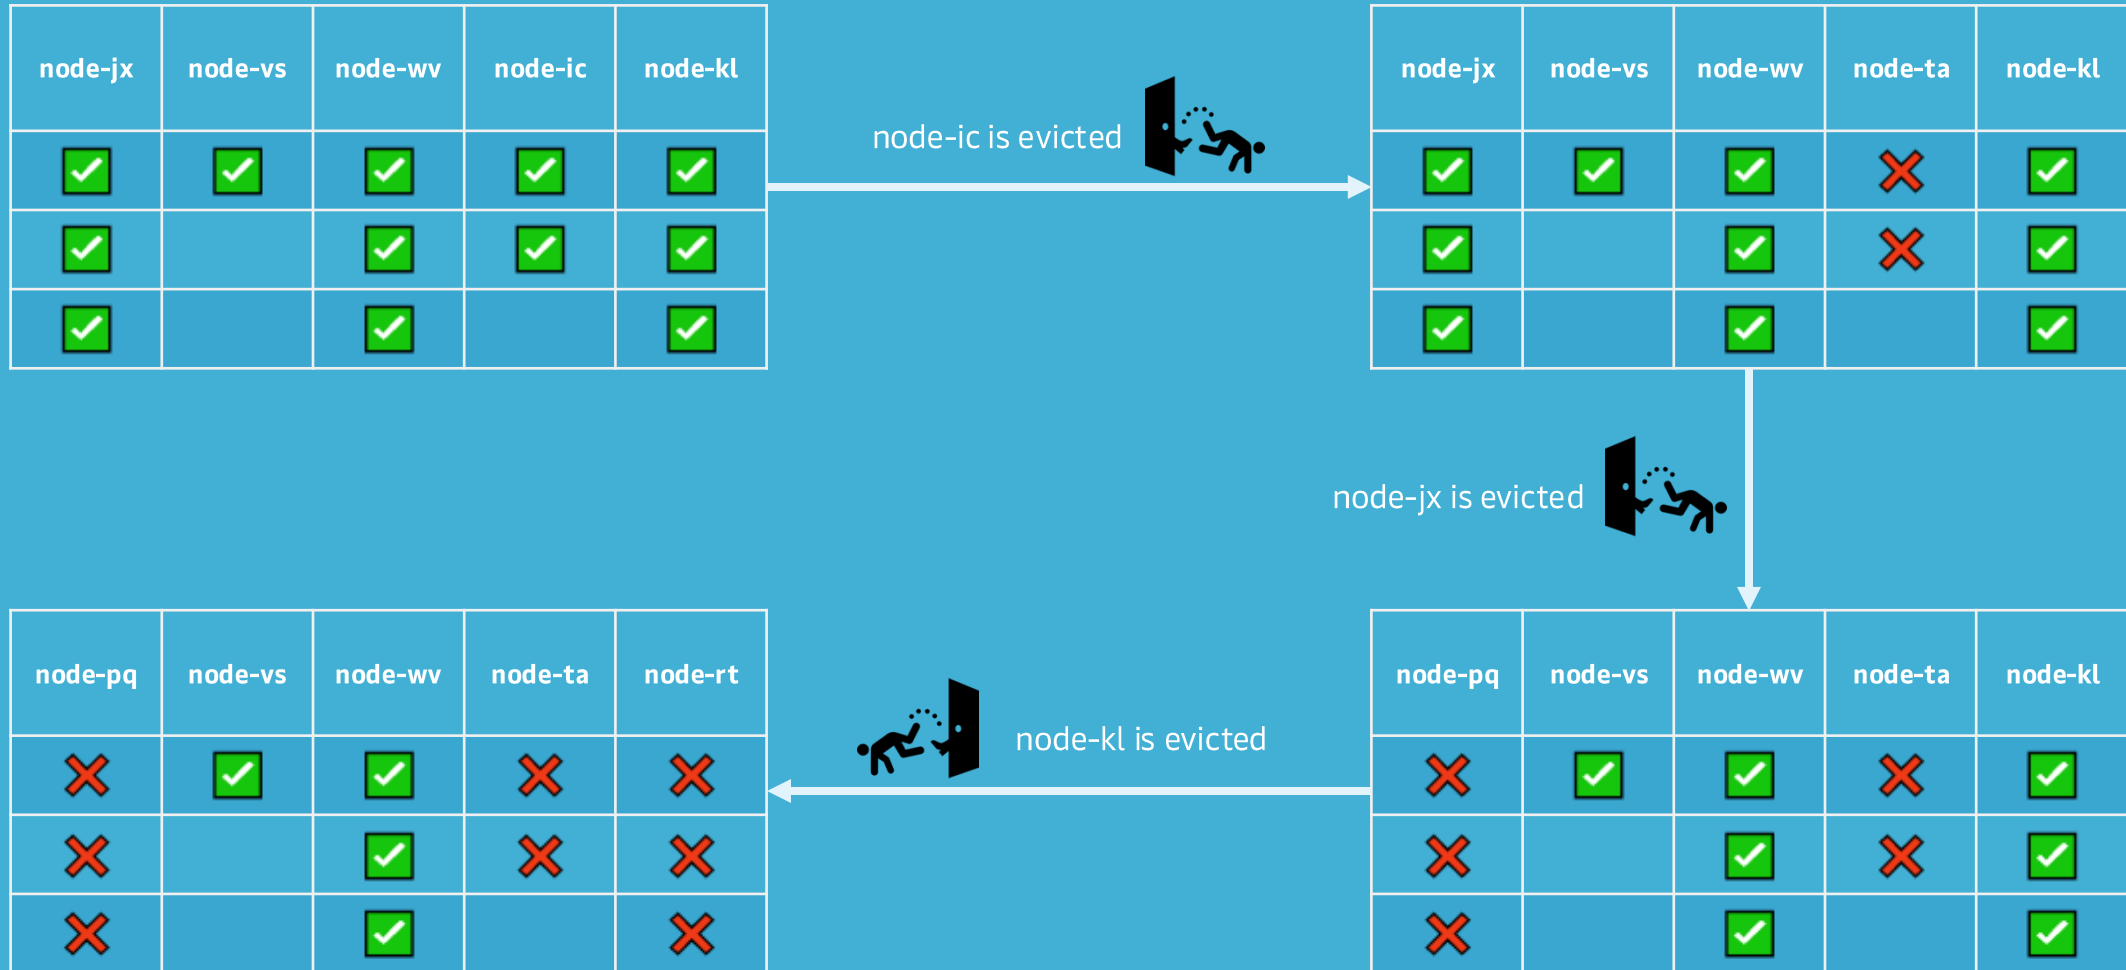 node-jx node-vs node-wv node-ic node-kl
node-ic is evicted
node-jx node-vs node-wv node-ta node-kl
node-jx is evicted
node-pq node-vs node-wv node-ta node-rt
node-kl is evicted
node-pq node-vs node-wv node-ta node-kl